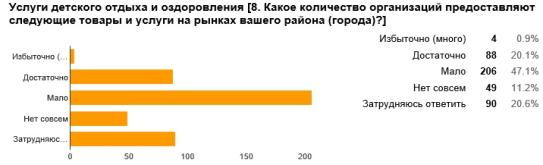 Услуги детского отдыха и оздоровления [8. Какое количество организаций предоставляют
следующие товары и услуги на рынках вашего района (города)?]
Избыточно (…
Достаточно
Мало
Нет совсем
Затрудняюс…
0 50 100 150 200
Избыточно (много) 4 0.9%
Достаточно 88 20.1%
Мало 206 47.1%
Нет совсем 49 11.2%
Затрудняюсь ответить 90 20.6%